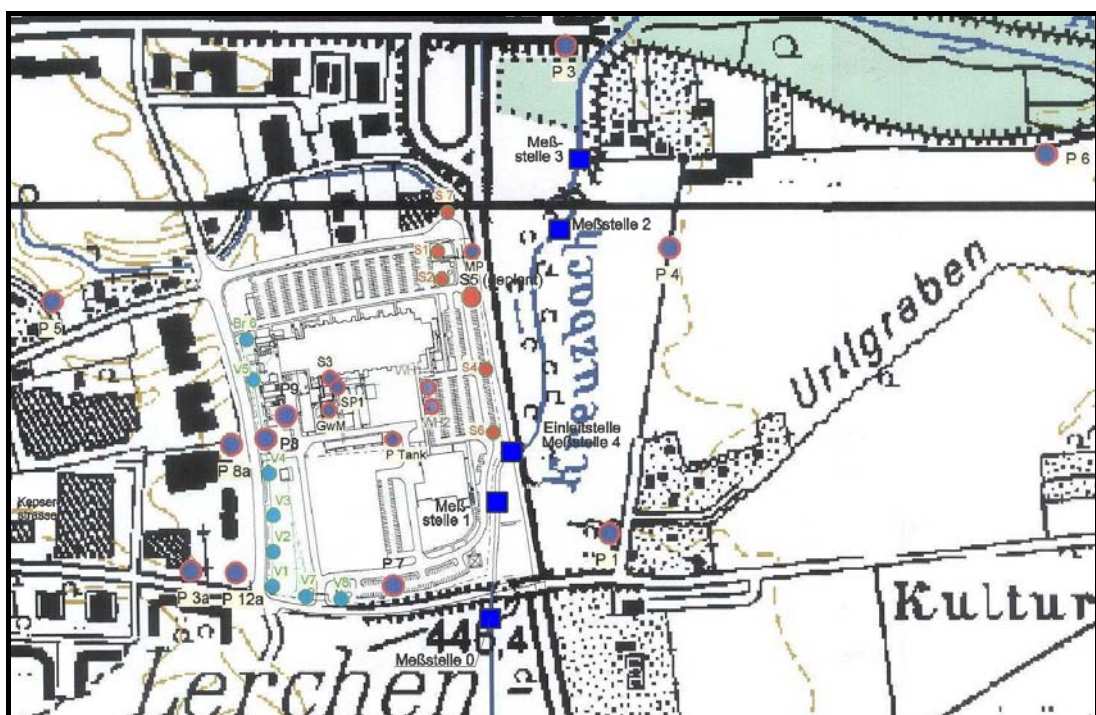 P 3
Meß-
stelle 3
P 6
S 7
Meßstelle 2
S1
MP1
P 4
S2
S5 (geplant)
P 5
Br 6
Kreuzbach
Urtlgraben
V5
S3
S4
P9
SP1
WH2
GwM
S6
Einleitstelle
Meßstelle 4
P8
P Tank
P 8a
V4
Kepser-
strasse
V3
Meß-
stelle 1
V2
P 1
P 3a
P 12a
V1
V7
V8
P 7
Kultur
446,4
Meßstelle 0
Lerchen